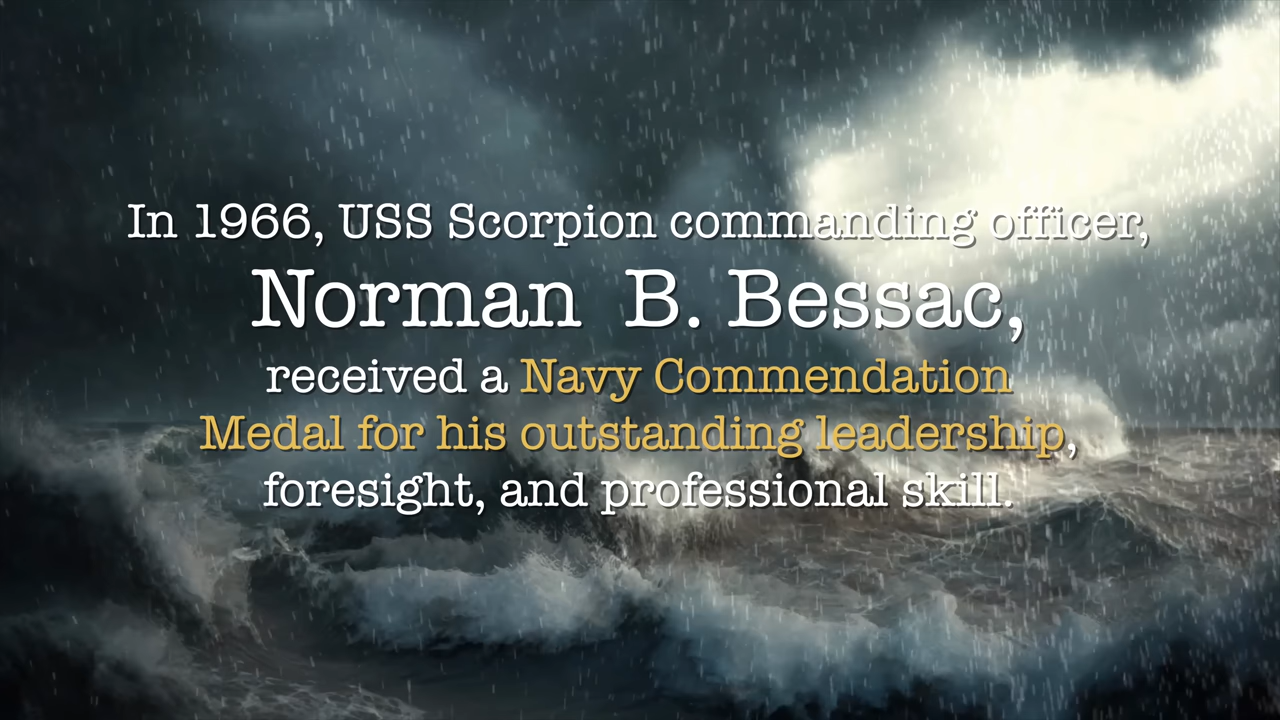 In 1966, USS Scorpion commanding officer,
Norman B. Bessac,
received a Navy Commendation
Medal for his outstanding leadership,
foresight, and professional skill.